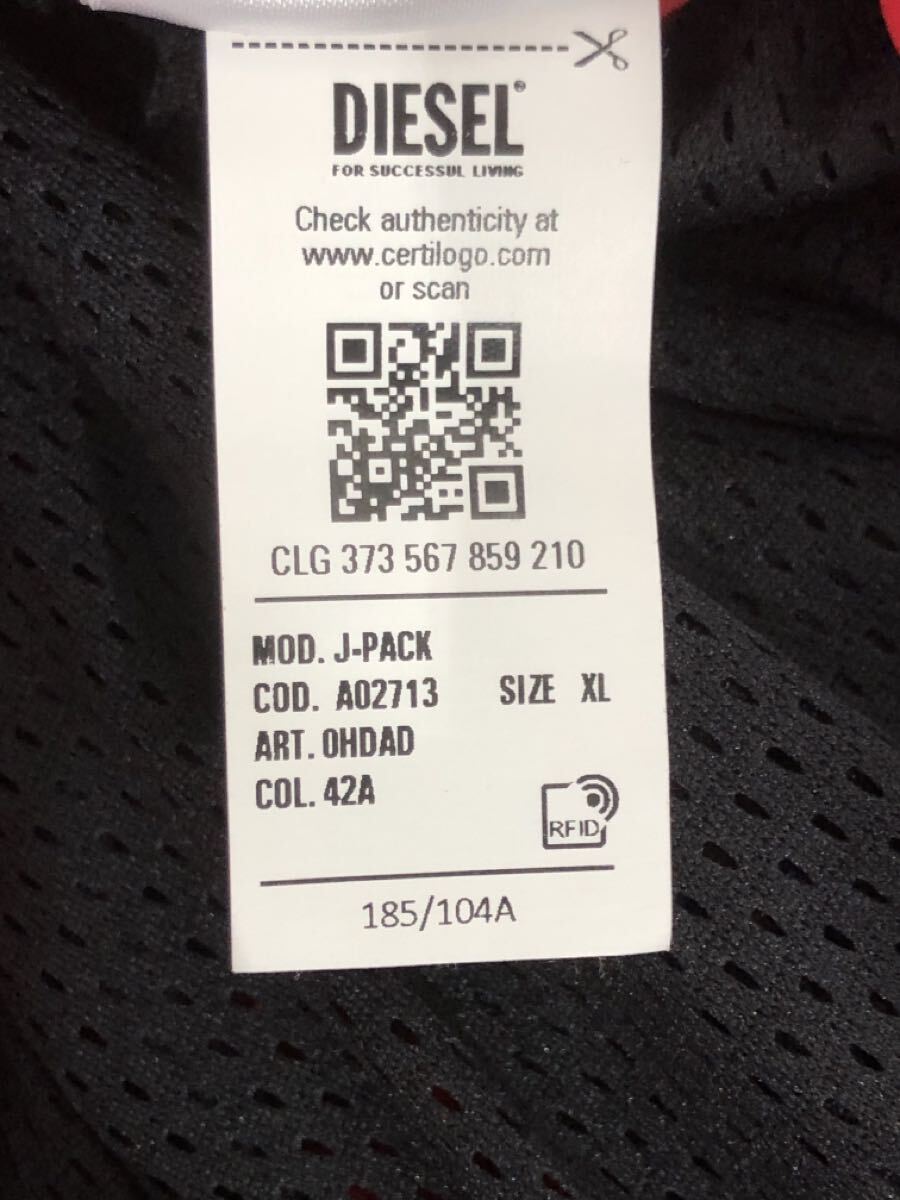 DIESEL®
FOR SUCCESSUL LIVING
Check authenticity at
www.certilogo.com
or scan
CLG 373 567 859 210
MOD. J-PACK
COD. A02713 SIZE XL
ART. OHDAD
COL. 42A
RFID
185/104A